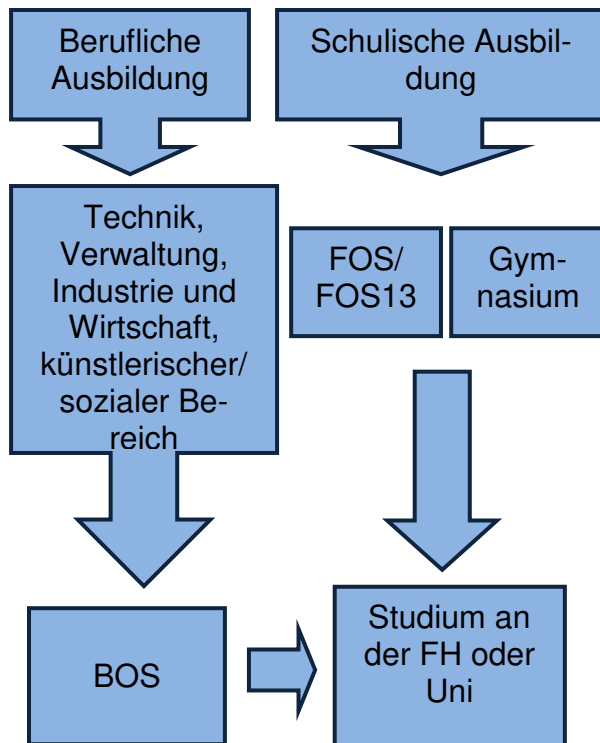 Berufliche
Ausbildung
Schulische Ausbil-
dung
Technik,
Verwaltung,
Industrie und
Wirtschaft,
künstlerischer/
sozialer Be-
reich
FOS/
FOS13
Gym-
nasium
BOS
Studium an
der FH oder
Uni